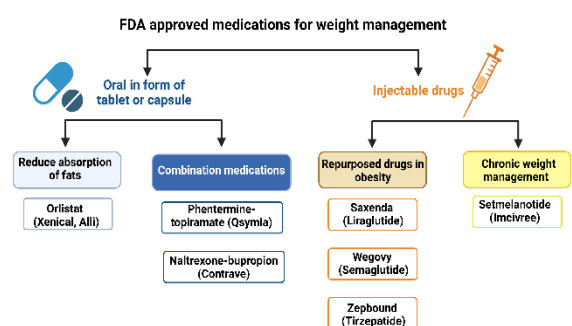 FDA approved medications for weight management
Oral in form of
tablet or capsule
Injectable drugs
Reduce absorption
of fats
Combination medications
Repurposed drugs in
obesity
Chronic weight
management
Orlistat
(Xenical, Alli)
Phentermine-
topiramate (Qsymia)
Naltrexone-bupropion
(Contrave)
Saxenda
(Liraglutide)
Wegovy
(Semaglutide)
Zepbound
(Tirzepatide)
Setmelanotide
(Imcivree)